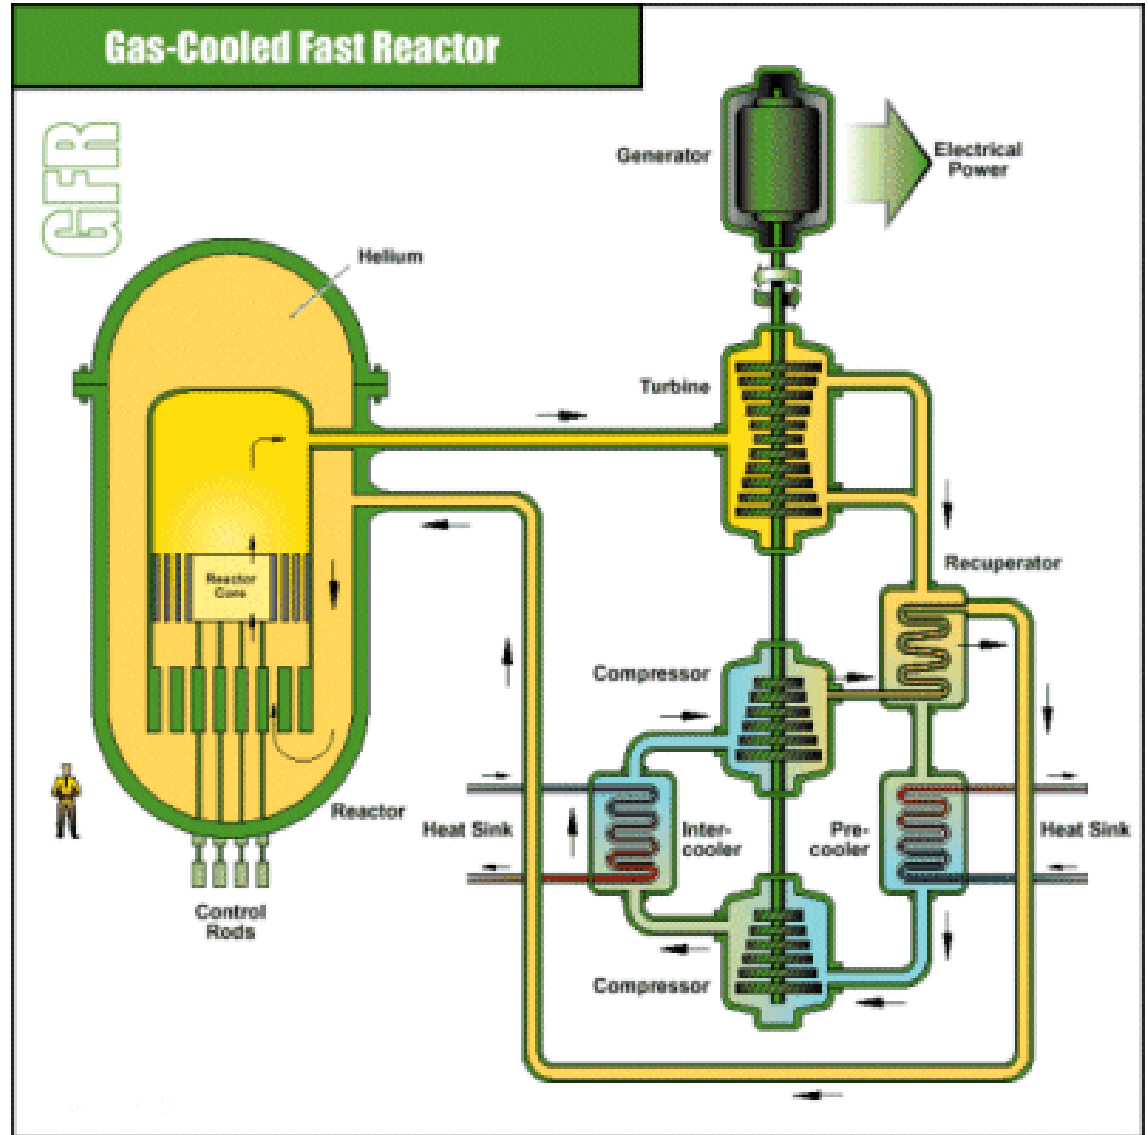 Gas-Cooled Fast Reactor
GFR
Generator
Electrical
Power
Helium
Turbine
Recuperator
Reactor
Core
Compressor
Reactor
Heat Sink
Inter-
cooler
Pre-
cooler
Heat Sink
Control
Rods
Compressor